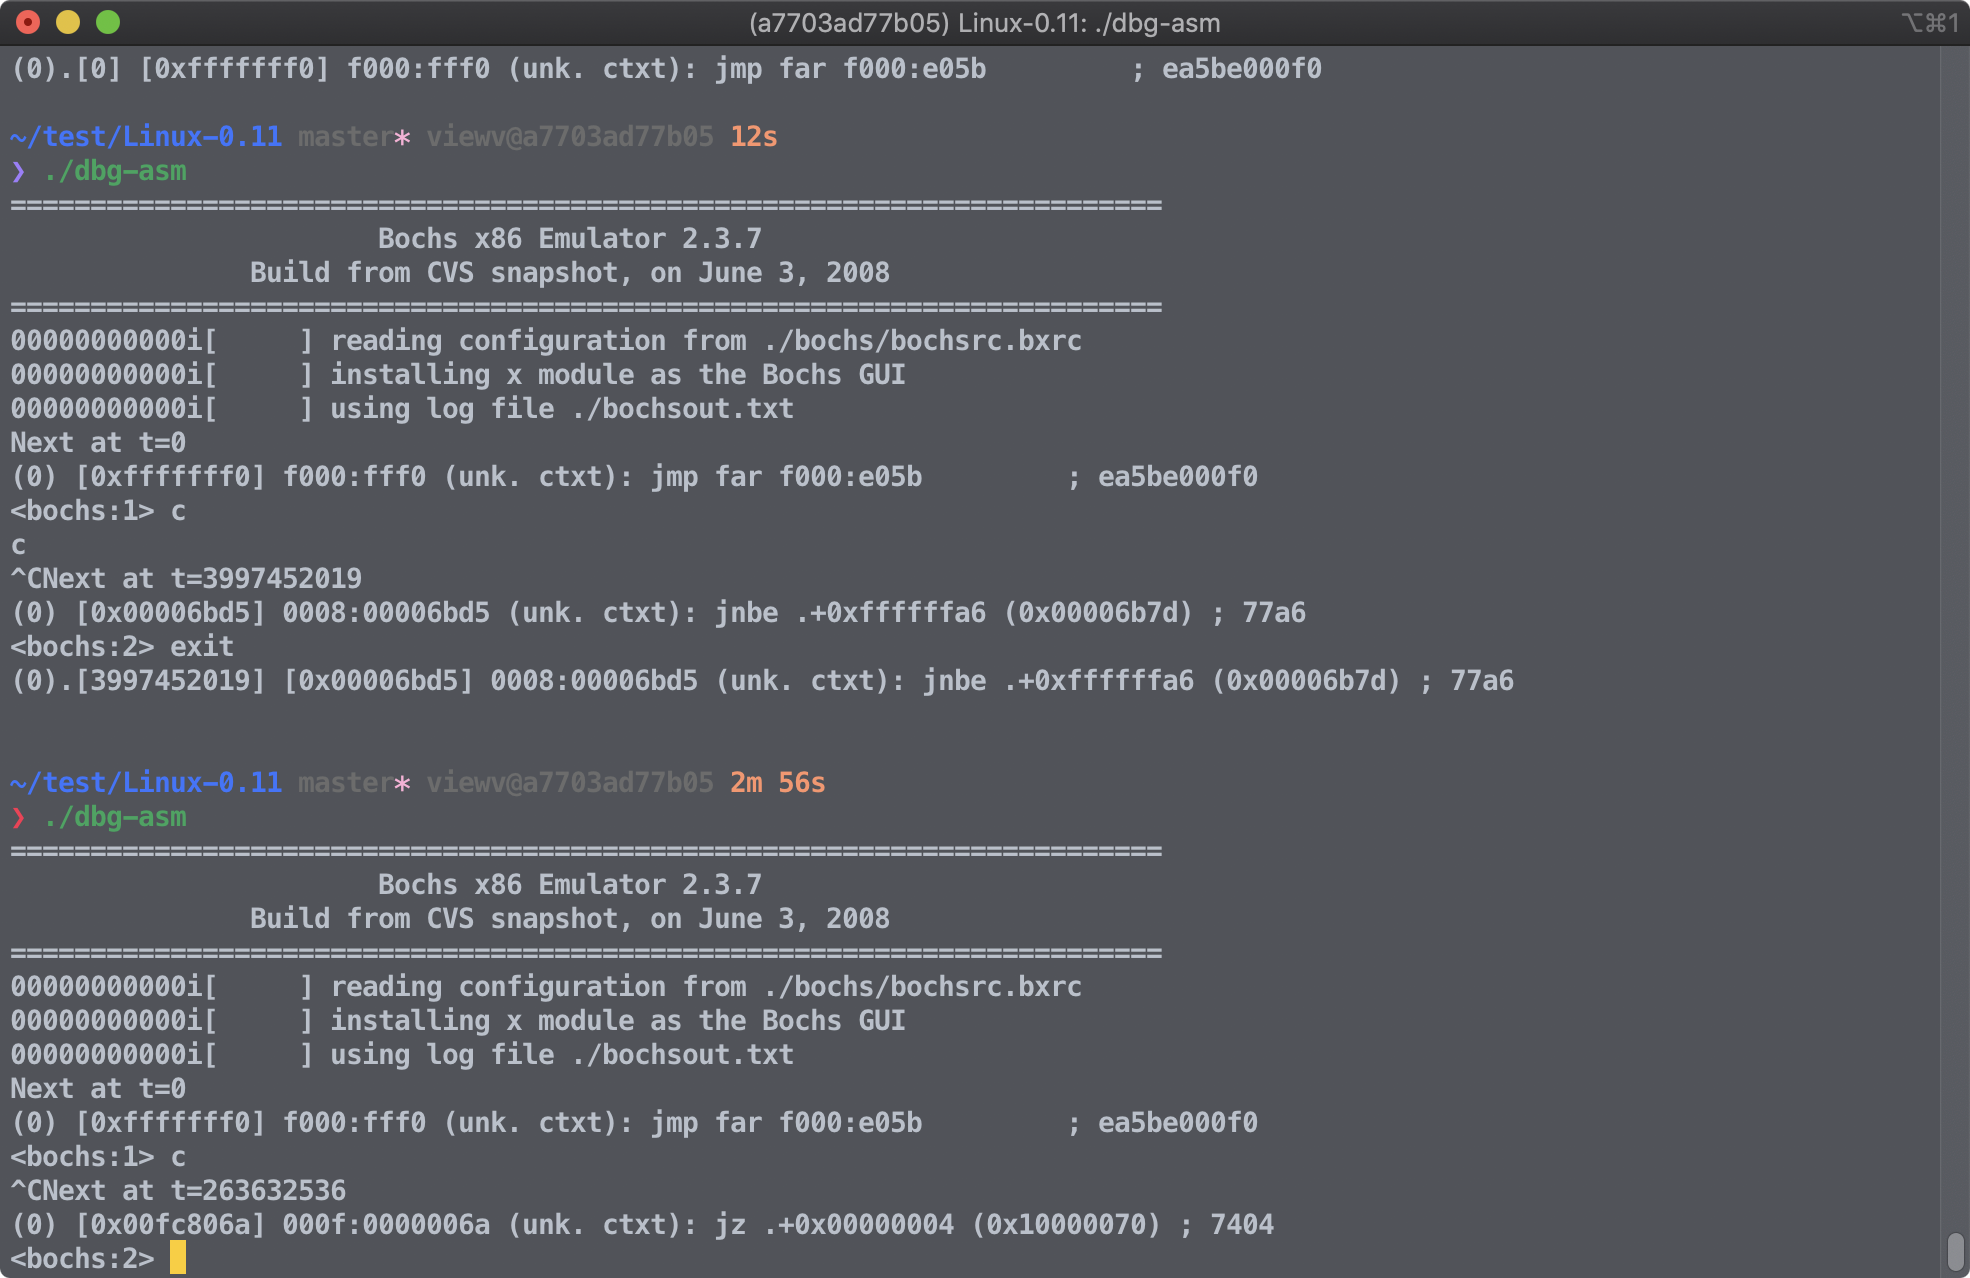 (a7703ad77b05) Linux-0.11: ./dbg-asm ⌥⌘1
(0).[0] [0xfffffff0] f000:fff0 (unk. ctxt): jmp far f000:e05b         ; ea5be000f0
~/test/Linux-0.11 master* viewv@a7703ad77b05 12s
❯ ./dbg-asm
========================================================================
                       Bochs x86 Emulator 2.3.7
               Build from CVS snapshot, on June 3, 2008
========================================================================
00000000000i[     ] reading configuration from ./bochs/bochsrc.bxrc
00000000000i[     ] installing x module as the Bochs GUI
00000000000i[     ] using log file ./bochsout.txt
Next at t=0
(0) [0xfffffff0] f000:fff0 (unk. ctxt): jmp far f000:e05b         ; ea5be000f0
<bochs:1> c
c
^CNext at t=3997452019
(0) [0x00006bd5] 0008:00006bd5 (unk. ctxt): jnbe .+0xffffffa6 (0x00006b7d) ; 77a6
<bochs:2> exit
(0).[3997452019] [0x00006bd5] 0008:00006bd5 (unk. ctxt): jnbe .+0xffffffa6 (0x00006b7d) ; 77a6
~/test/Linux-0.11 master* viewv@a7703ad77b05 2m 56s
❯ ./dbg-asm
========================================================================
                       Bochs x86 Emulator 2.3.7
               Build from CVS snapshot, on June 3, 2008
========================================================================
00000000000i[     ] reading configuration from ./bochs/bochsrc.bxrc
00000000000i[     ] installing x module as the Bochs GUI
00000000000i[     ] using log file ./bochsout.txt
Next at t=0
(0) [0xfffffff0] f000:fff0 (unk. ctxt): jmp far f000:e05b         ; ea5be000f0
<bochs:1> c
^CNext at t=263632536
(0) [0x00fc806a] 000f:0000006a (unk. ctxt): jz .+0x00000004 (0x10000070) ; 7404
<bochs:2>